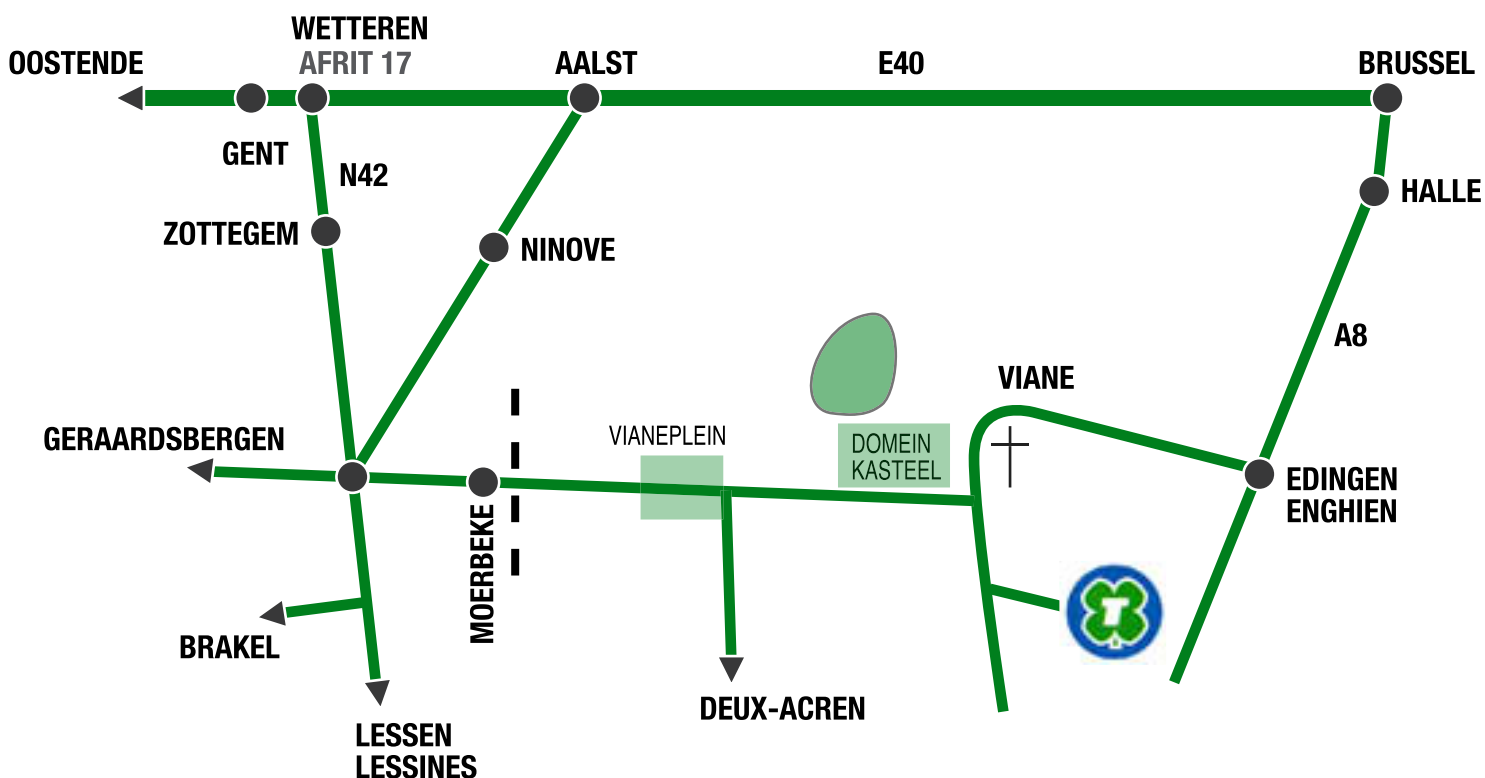 WETTEREN
OOSTENDE
AFRIT 17
AALST
E40
BRUSSEL
GENT
N42
HALLE
ZOTTEGEM
NINOVE
A8
VIANE
GERAARDSBERGEN
VIANEPLEIN
DOMEIN
KASTEEL
EDINGEN
ENGHIEN
MOERBEKE
T
BRAKEL
DEUX-ACREN
LESSEN
LESSINES